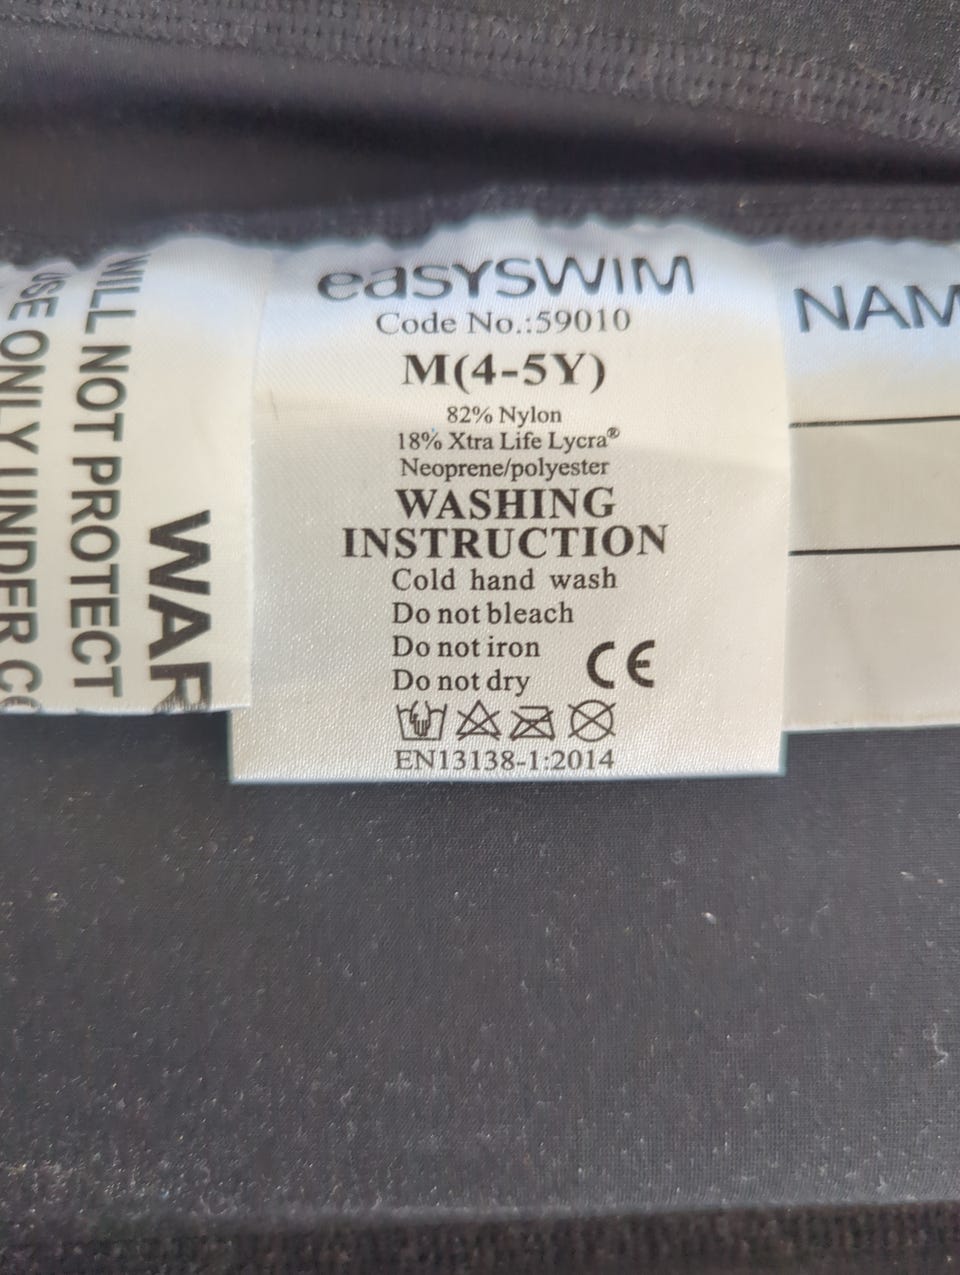 WILL NOT PROTECT
USE ONLY UNDER
easySWIM
Code No.:59010
M(4-5Y)
82% Nylon
18% Xtra Life Lycra®
Neoprene/polyester
WASHING
INSTRUCTION
Cold hand wash
Do not bleach
Do not iron
Do not dry
CE
EN13138-1:2014